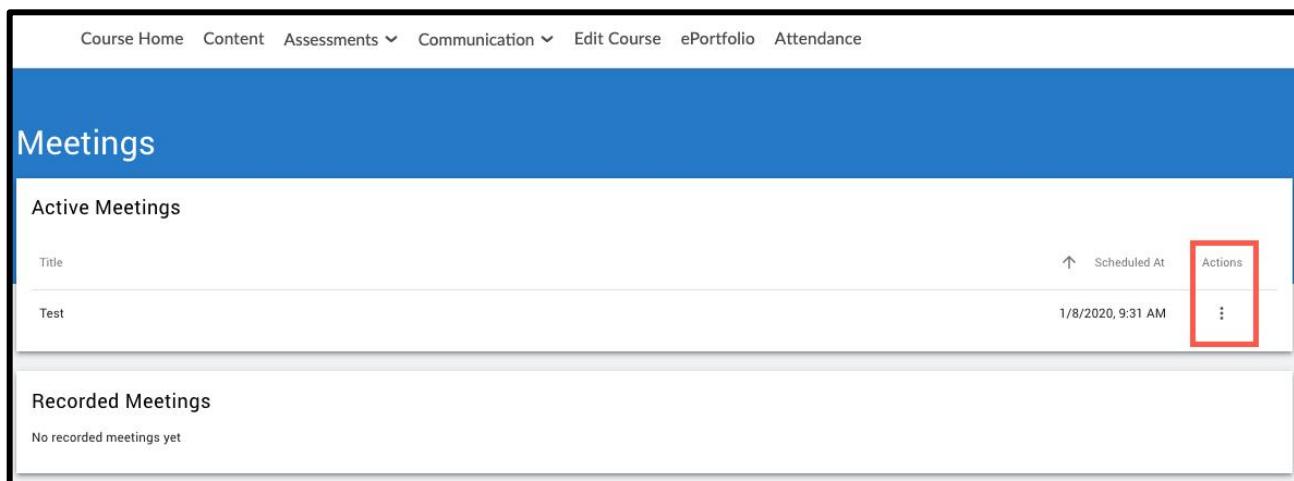 Course Home Content Assessments Communication Edit Course ePortfolio Attendance
Meetings
Active Meetings
Title Scheduled At Actions
Test 1/8/2020, 9:31 AM
Recorded Meetings
No recorded meetings yet